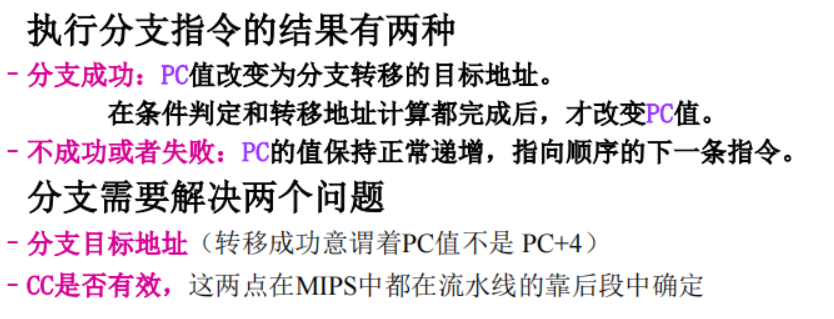 执行分支指令的结果有两种
- 分支成功：PC值改变为分支转移的目标地址。
在条件判定和转移地址计算都完成后，才改变PC值。
- 不成功或者失败：PC的值保持正常递增，指向顺序的下一条指令。
分支需要解决两个问题
- 分支目标地址（转移成功意谓着PC值不是 PC+4）
- CC是否有效，这两点在MIPS中都在流水线的靠后段中确定